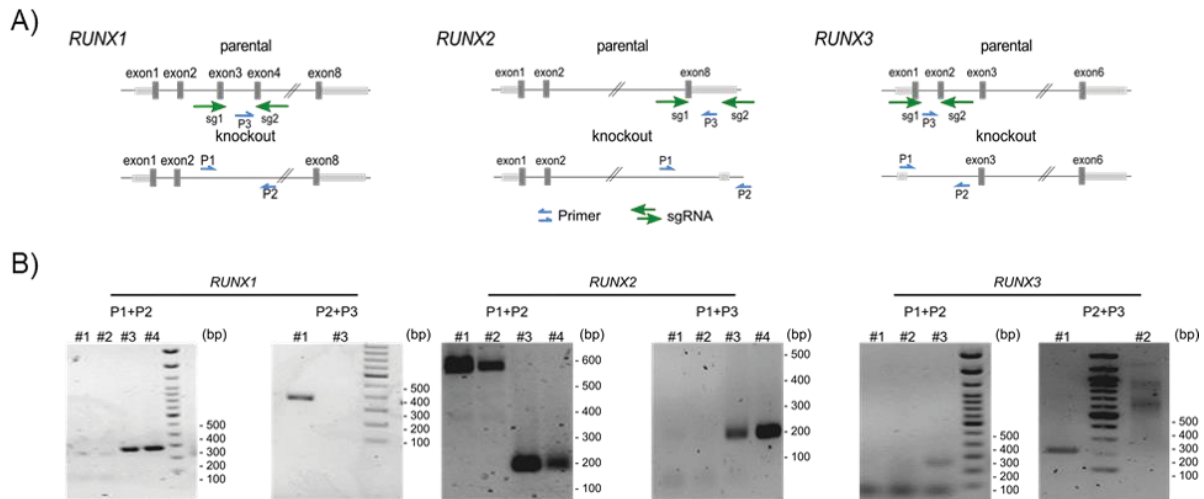 A)
RUNX1 RUNX2 RUNX3
parental parental parental
exon1 exon2 exon3 exon4 exon8 exon1 exon2 exon8 exon1 exon2 exon3 exon6
sg1 P3 sg2 sg1 P3 sg2 sg1 P3 sg2
knockout knockout knockout
exon1 exon2 P1 exon8 exon1 exon2 P1 P1 exon3 exon6
P2 P2 P2
Primer sgRNA
B)
RUNX1 RUNX2 RUNX3
P1+P2 P2+P3 P1+P2 P1+P3 P1+P2 P2+P3
#1 #2 #3 #4 (bp) #1 #3 (bp) #1 #2 #3 #4 (bp) #1 #2 #3 #4 (bp) #1 #2 #3 (bp) #1 #2 (bp)
- 500
- 400
- 300
- 200
- 100
- 500
- 400
- 300
- 200
- 100
- 600
- 500
- 400
- 300
- 200
- 100
- 500
- 400
- 300
- 200
- 100
- 500
- 400
- 300
- 200
- 100
- 500
- 400
- 300
- 200
- 100